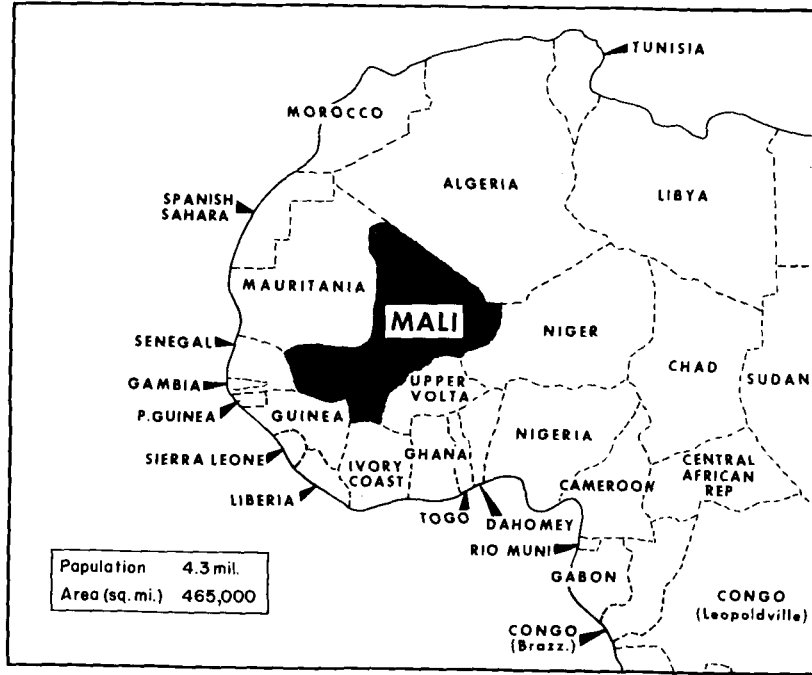 TUNISIA
MOROCCO
ALGERIA
LIBYA
SPANISH
SAHARA
MAURITANIA
MALI
NIGER
SENEGAL
CHAD
SUDAN
GAMBIA
UPPER
VOLTA
P.GUINEA
GUINEA
NIGERIA
SIERRA LEONE
IVORY
COAST
GHANA
CENTRAL
AFRICAN
REP
CAMEROON
LIBERIA
TOGO
DAHOMEY
RIO MUNI
GABON
CONGO
(Leopoldville)
CONGO
(Brazz.)
Papulation 4.3 mil.
Area (sq. mi.) 465,000